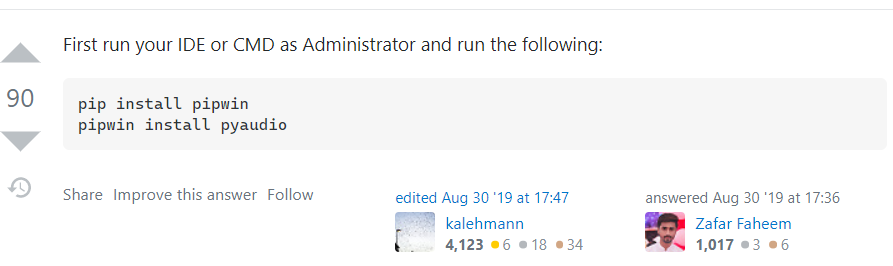 First run your IDE or CMD as Administrator and run the following:
90
pip install pipwin
pipwin install pyaudio
Share Improve this answer Follow
edited Aug 30 '19 at 17:47
kalehmann
4,123 6 18 34
answered Aug 30 '19 at 17:36
Zafar Faheem
1,017 3 6